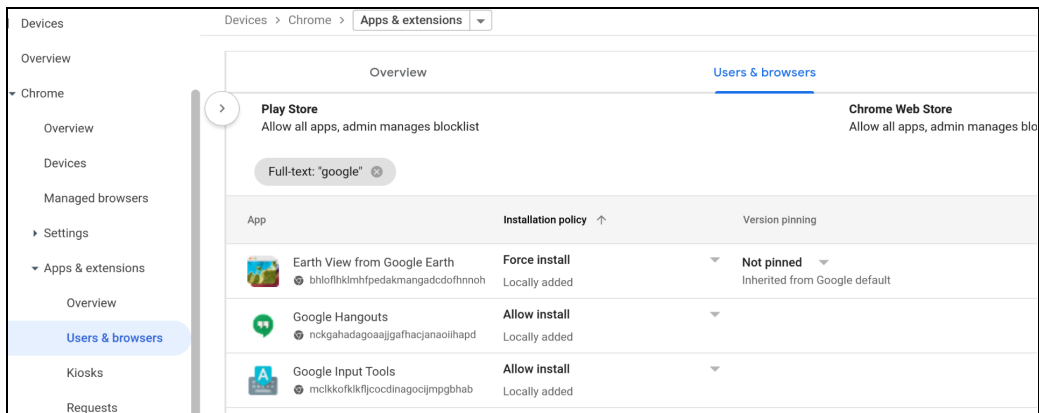 Devices
Overview
Chrome
Overview
Devices
Managed browsers
Settings
Apps & extensions
Overview
Users & browsers
Kiosks
Requests
Devices > Chrome > Apps & extensions
Overview
Users & browsers
Play Store
Allow all apps, admin manages blocklist
Chrome Web Store
Allow all apps, admin manages blo
Full-text: "google"
App
Installation policy
Version pinning
Earth View from Google Earth
bhloflhklmhfpedakmangadcdofhnnoh
Force install
Locally added
Not pinned
Inherited from Google default
Google Hangouts
nckgahadagoaajjgafhacjanaoiihapd
Allow install
Locally added
Google Input Tools
mclkkofklkfljcocdinagocijmpgbhab
Allow install
Locally added